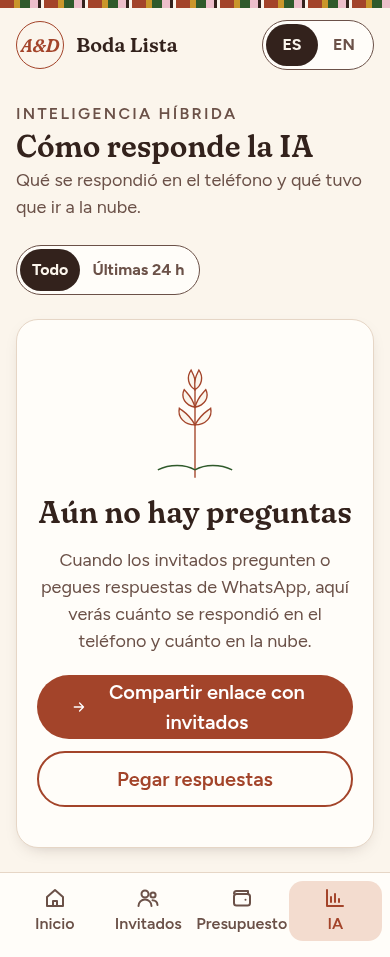 A&D Boda Lista ES EN
INTELIGENCIA HÍBRIDA
Cómo responde la IA
Qué se respondió en el teléfono y qué tuvo
que ir a la nube.
Todo Últimas 24 h
Aún no hay preguntas
Cuando los invitados pregunten o
pegues respuestas de WhatsApp, aquí
verás cuánto se respondió en el
teléfono y cuánto en la nube.
Compartir enlace con
invitados
Pegar respuestas
Inicio Invitados Presupuesto IA